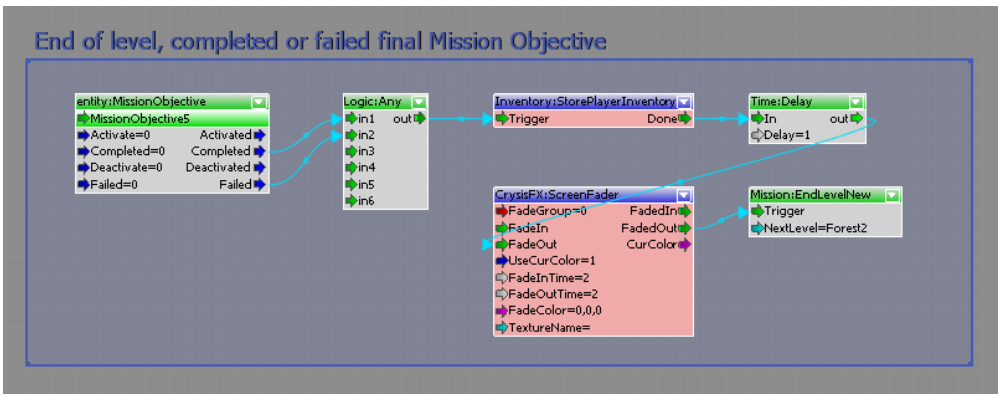 End of level, completed or failed final Mission Objective
entity:MissionObjective
MissionObjective5
Activate=0 Activated
Completed=0 Completed
Deactivate=0 Deactivated
Failed=0 Failed
Logic:Any
in1 out
in2
in3
in4
in5
in6
Inventory:StorePlayerInventory
Trigger Done
Time:Delay
In out
Delay=1
CrysisFX:ScreenFader
FadeGroup=0 FadedIn
FadeIn FadedOut
FadeOut CurColor
UseCurColor=1
FadeInTime=2
FadeOutTime=2
FadeColor=0,0,0
TextureName=
Mission:EndLevelNew
Trigger
NextLevel=Forest2